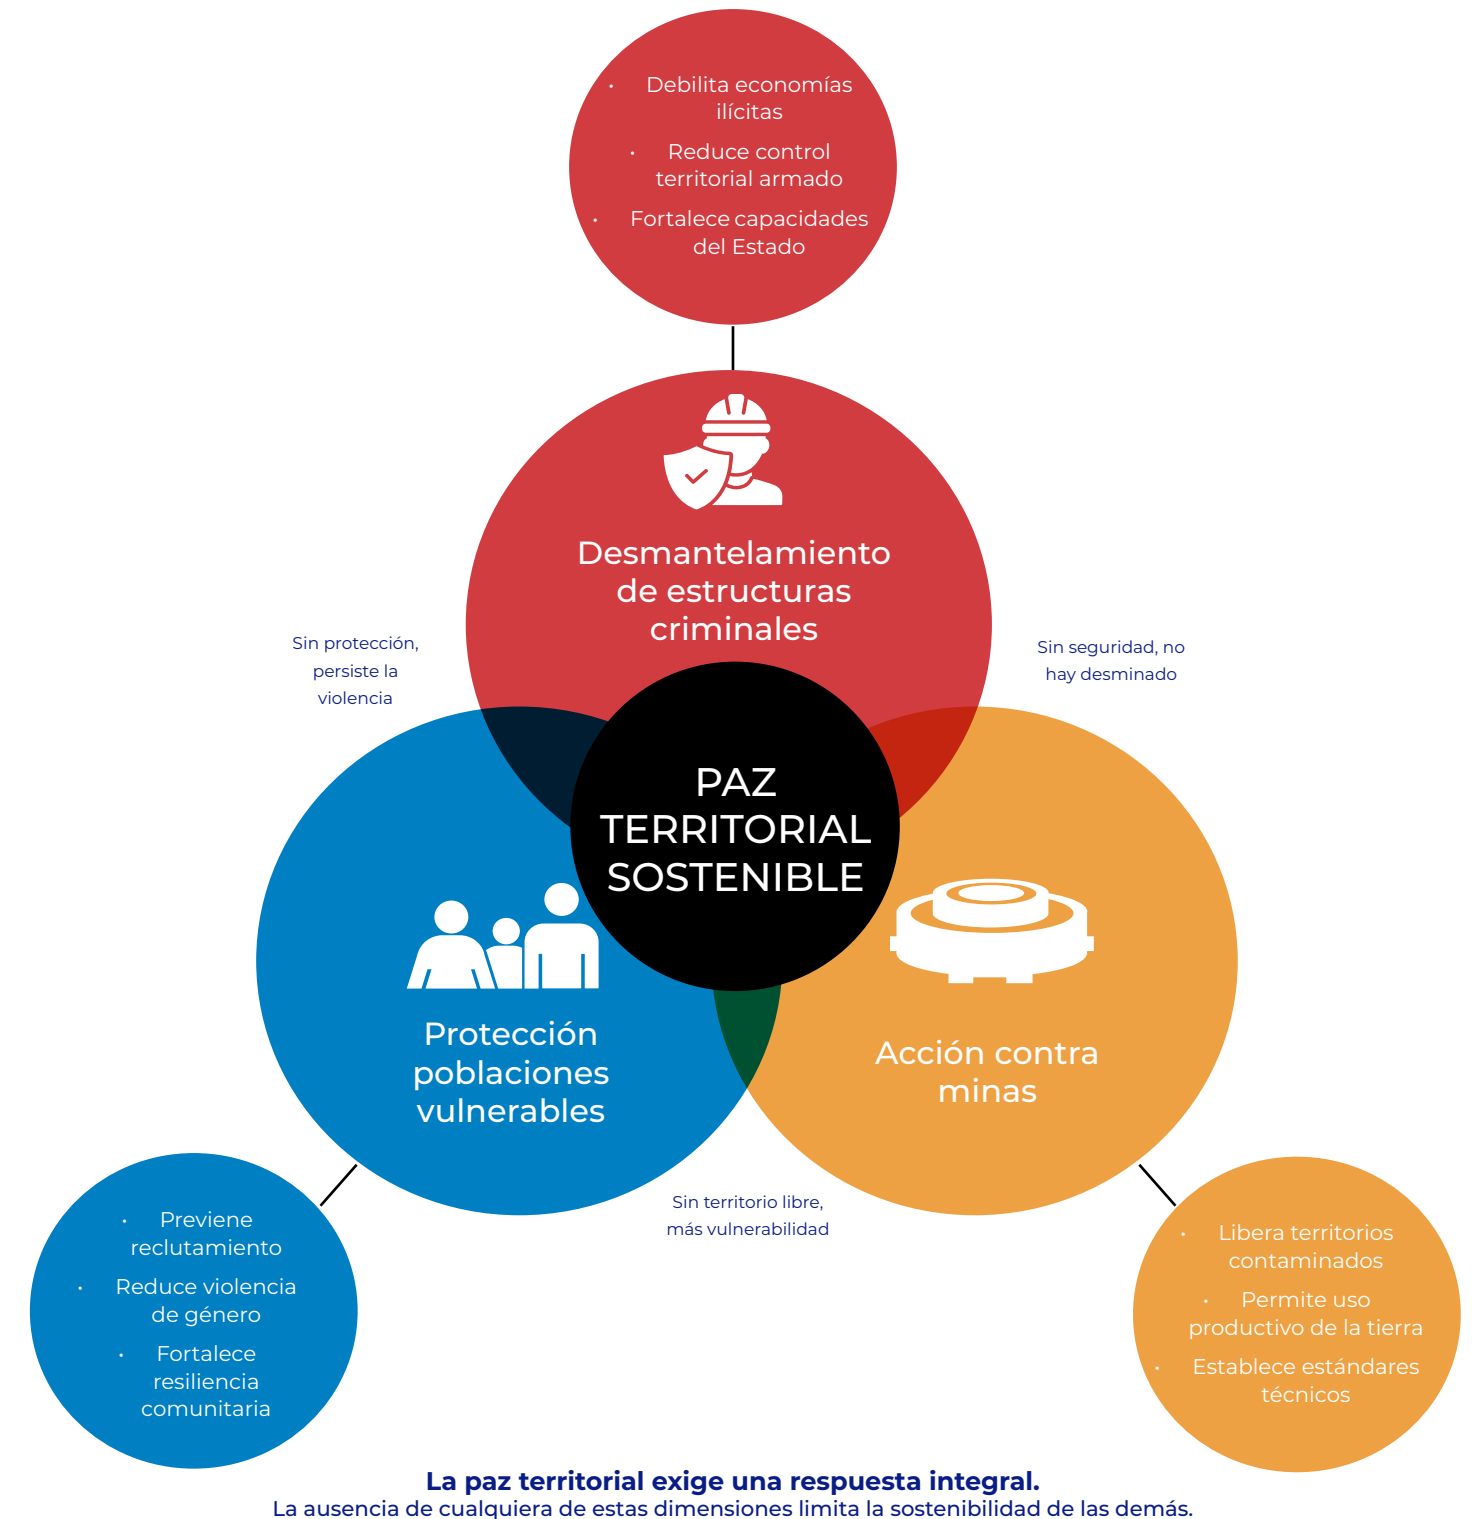 • Debilita economías
ilícitas
• Reduce control
territorial armado
• Fortalece capacidades
del Estado
Desmantelamiento
de estructuras
criminales
Sin protección,
persiste la
violencia
Sin seguridad, no
hay desminado
PAZ
TERRITORIAL
SOSTENIBLE
Protección
poblaciones
vulnerables
Acción contra
minas
Sin territorio libre,
más vulnerabilidad
• Previene
reclutamiento
• Reduce violencia
de género
• Fortalece
resiliencia
comunitaria
• Libera territorios
contaminados
• Permite uso
productivo de la tierra
• Establece estándares
técnicos
La paz territorial exige una respuesta integral.
La ausencia de cualquiera de estas dimensiones limita la sostenibilidad de las demás.